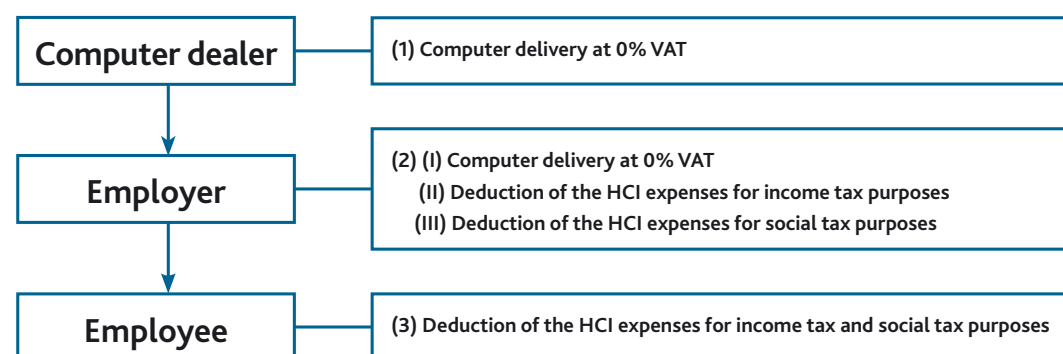 Computer dealer
(1) Computer delivery at 0% VAT
Employer
(2) (I) Computer delivery at 0% VAT
(II) Deduction of the HCI expenses for income tax purposes
(III) Deduction of the HCI expenses for social tax purposes
Employee
(3) Deduction of the HCI expenses for income tax and social tax purposes